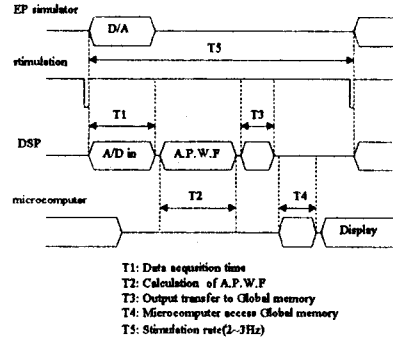 EP simulator
D/A
T5
stimulation
T1
T3
DSP
A/D in
A.P.W.F
T2
T4
microcomputer
Display
T1: Data acqusition time
T2: Calculation of A.P.W.F
T3: Output transfer to Global memory
T4: Microcomputer access Global memory
T5: Stimulation rate(2~3Hz)